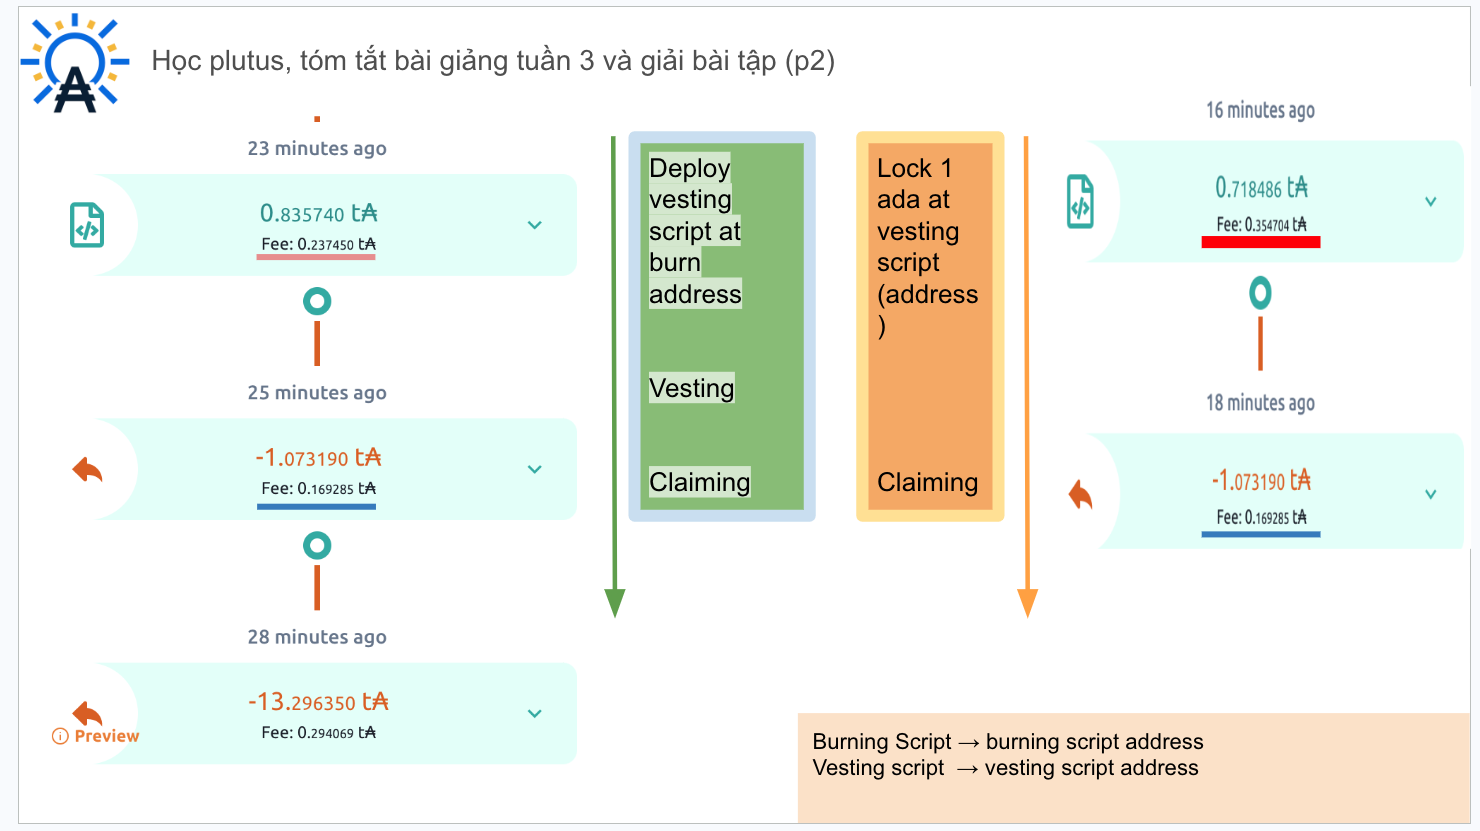 Học plutus, tóm tắt bài giảng tuần 3 và giải bài tập (p2)
23 minutes ago
0.835740 t₳
Fee: 0.237450 t₳
25 minutes ago
-1.073190 t₳
Fee: 0.169285 t₳
28 minutes ago
-13.296350 t₳
Fee: 0.294069 t₳
Preview
Deploy
vesting
script at
burn
address
Vesting
Claiming
Lock 1
ada at
vesting
script
(address
)
Claiming
16 minutes ago
0.718486 t₳
Fee: 0.354704 t₳
18 minutes ago
-1.073190 t₳
Fee: 0.169285 t₳
Burning Script → burning script address
Vesting script → vesting script address